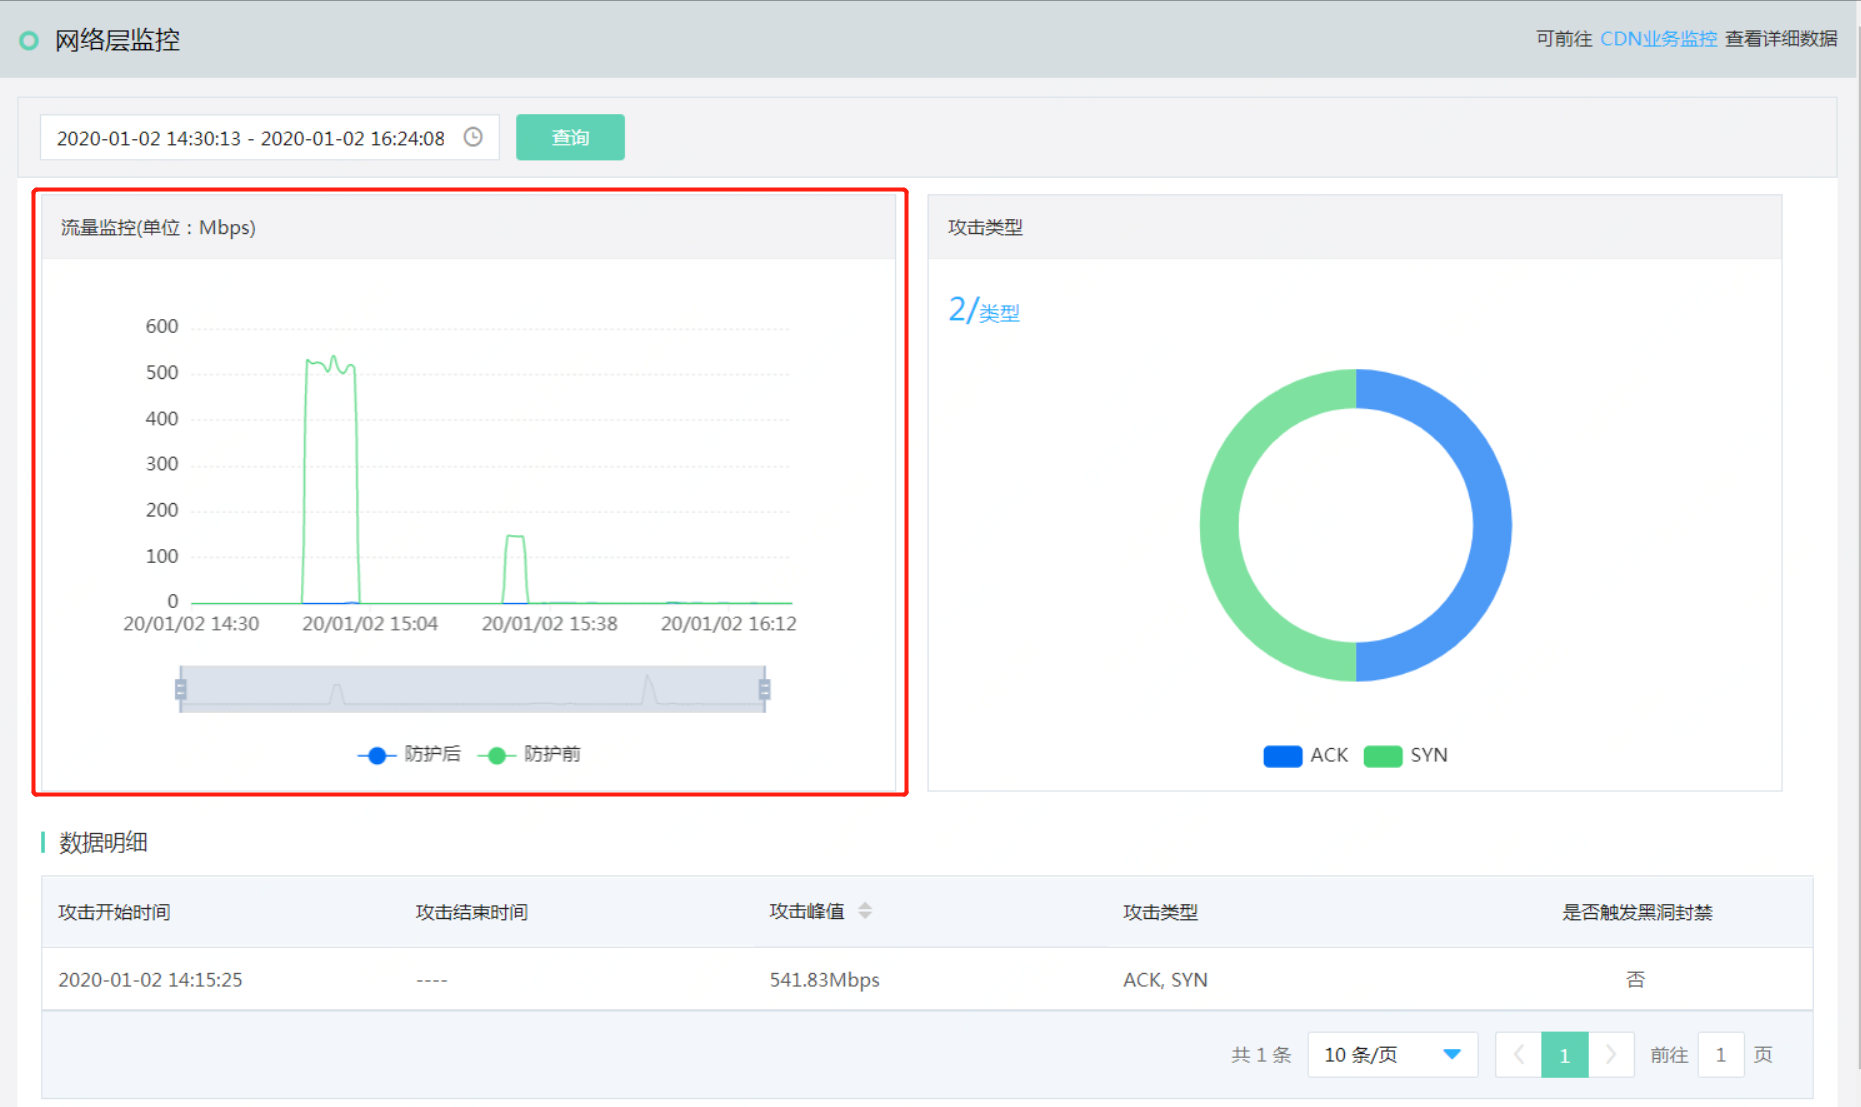 网络层监控
可前往 CDN业务监控 查看详细数据
2020-01-02 14:30:13 - 2020-01-02 16:24:08
查询
流量监控(单位：Mbps)
600
500
400
300
200
100
0
20/01/02 14:30 20/01/02 15:04 20/01/02 15:38 20/01/02 16:12
防护后 防护前
攻击类型
2/类型
ACK SYN
数据明细
攻击开始时间 攻击结束时间 攻击峰值 攻击类型 是否触发黑洞封禁
2020-01-02 14:15:25 ---- 541.83Mbps ACK, SYN 否
共 1 条 10 条/页 1 前往 1 页